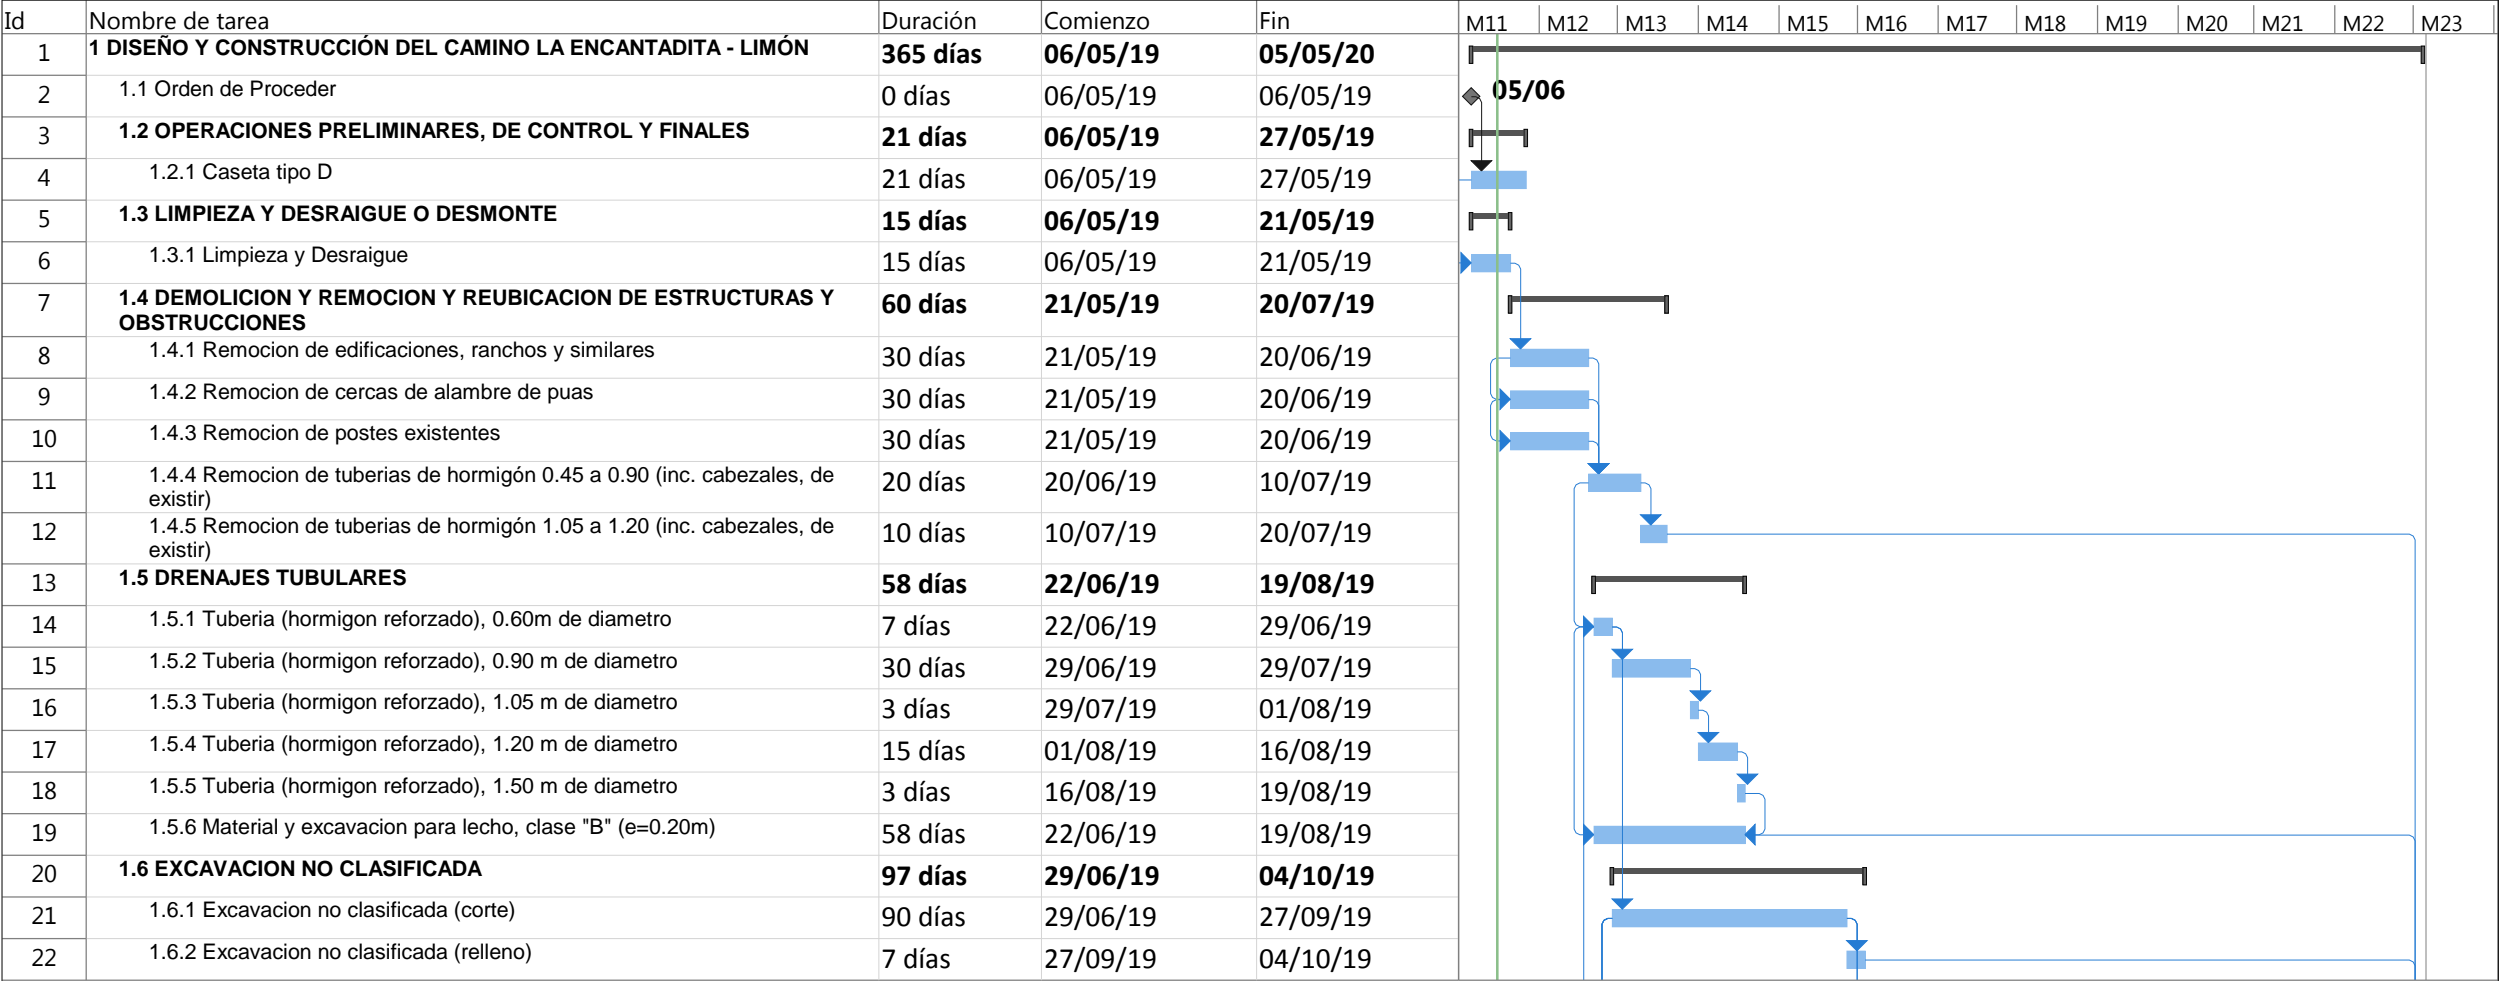 Id Nombre de tarea Duración Comienzo Fin M11 M12 M13 M14 M15 M16 M17 M18 M19 M20 M21 M22 M23
1 1 DISEÑO Y CONSTRUCCIÓN DEL CAMINO LA ENCANTADITA - LIMÓN 365 días 06/05/19 05/05/20
2 1.1 Orden de Proceder 0 días 06/05/19 06/05/19 05/06
3 1.2 OPERACIONES PRELIMINARES, DE CONTROL Y FINALES 21 días 06/05/19 27/05/19
4 1.2.1 Caseta tipo D 21 días 06/05/19 27/05/19
5 1.3 LIMPIEZA Y DESRAIGUE O DESMONTE 15 días 06/05/19 21/05/19
6 1.3.1 Limpieza y Desraigue 15 días 06/05/19 21/05/19
7 1.4 DEMOLICION Y REMOCION Y REUBICACION DE ESTRUCTURAS Y 60 días 21/05/19 20/07/19
OBSTRUCCIONES
8 1.4.1 Remocion de edificaciones, ranchos y similares 30 días 21/05/19 20/06/19
9 1.4.2 Remocion de cercas de alambre de puas 30 días 21/05/19 20/06/19
10 1.4.3 Remocion de postes existentes 30 días 21/05/19 20/06/19
11 1.4.4 Remocion de tuberias de hormigón 0.45 a 0.90 (inc. cabezales, de 20 días 20/06/19 10/07/19
existir)
12 1.4.5 Remocion de tuberias de hormigón 1.05 a 1.20 (inc. cabezales, de 10 días 10/07/19 20/07/19
existir)
13 1.5 DRENAJES TUBULARES 58 días 22/06/19 19/08/19
14 1.5.1 Tuberia (hormigon reforzado), 0.60m de diametro 7 días 22/06/19 29/06/19
15 1.5.2 Tuberia (hormigon reforzado), 0.90 m de diametro 30 días 29/06/19 29/07/19
16 1.5.3 Tuberia (hormigon reforzado), 1.05 m de diametro 3 días 29/07/19 01/08/19
17 1.5.4 Tuberia (hormigon reforzado), 1.20 m de diametro 15 días 01/08/19 16/08/19
18 1.5.5 Tuberia (hormigon reforzado), 1.50 m de diametro 3 días 16/08/19 19/08/19
19 1.5.6 Material y excavacion para lecho, clase "B" (e=0.20m) 58 días 22/06/19 19/08/19
20 1.6 EXCAVACION NO CLASIFICADA 97 días 29/06/19 04/10/19
21 1.6.1 Excavacion no clasificada (corte) 90 días 29/06/19 27/09/19
22 1.6.2 Excavacion no clasificada (relleno) 7 días 27/09/19 04/10/19